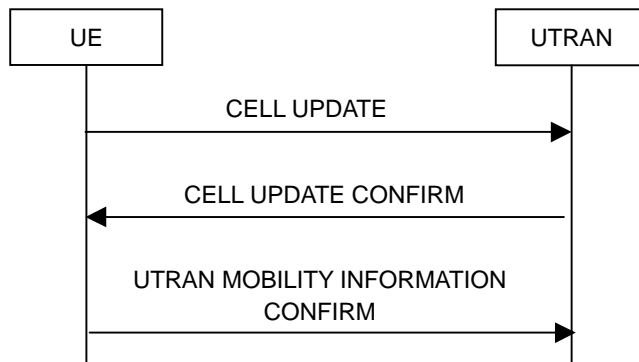 UE
UTRAN
CELL UPDATE
CELL UPDATE CONFIRM
UTRAN MOBILITY INFORMATION
CONFIRM